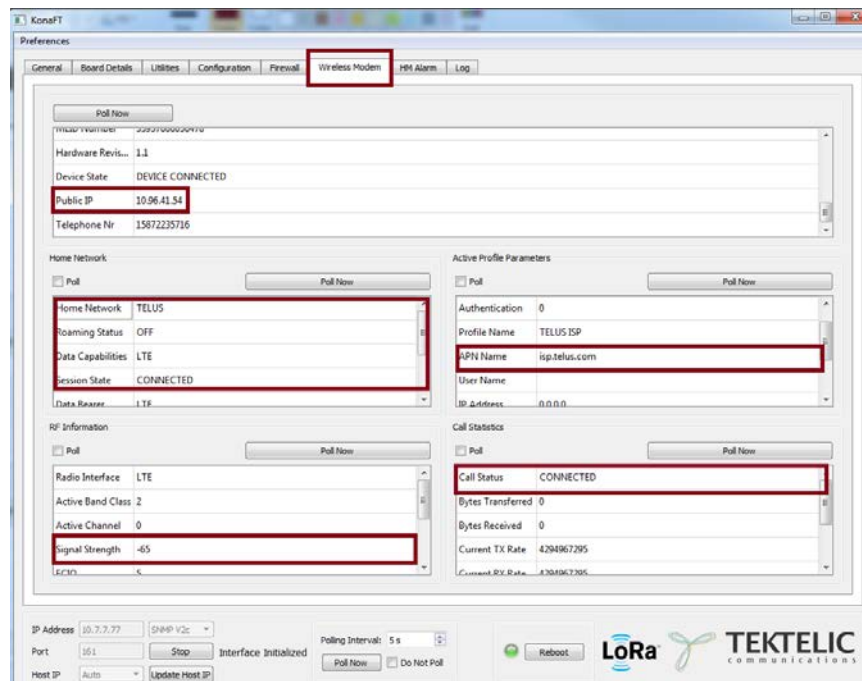 KonaFT
Preferences
General Board Details Utilities Configuration Firewall Wireless Modem HM Alarm Log
Poll Now
Hardware Revis... 1.1
Device State DEVICE CONNECTED
Public IP 10.96.41.54
Telephone Nr 15872235716
Home Network
Poll Poll Now
Home Network TELUS
Roaming Status OFF
Data Capabilities LTE
Session State CONNECTED
Data Bearer LTE
Active Profile Parameters
Poll Poll Now
Authentication 0
Profile Name TELUS ISP
APN Name isp.telus.com
User Name
IP Address 0.0.0.0
RF Information
Poll Poll Now
Radio Interface LTE
Active Band Class 2
Active Channel 0
Signal Strength -65
ECIO 5
Call Statistics
Poll Poll Now
Call Status CONNECTED
Bytes Transferred 0
Bytes Received 0
Current TX Rate 4294967295
Current RX Rate 4294967295
IP Address 10.7.7.77 SNMP V2c
Port 161 Stop Interface Initialized
Host IP Auto Update Host IP
Polling Interval: 5 s
Poll Now Do Not Poll
Reboot
LoRa
TEKTELIC
communications